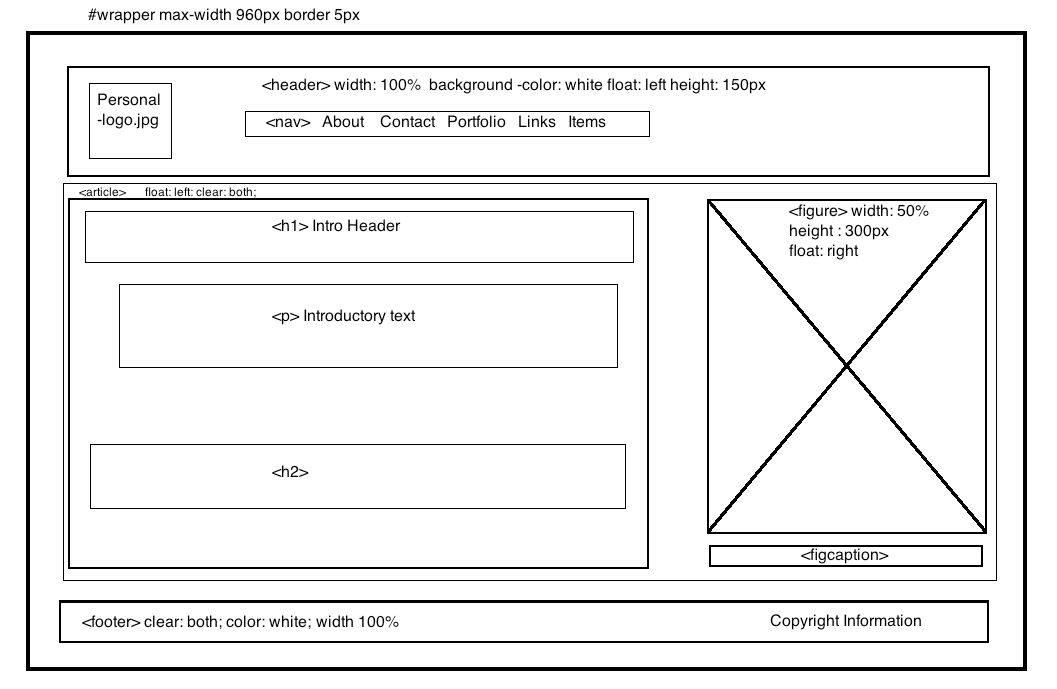 #wrapper max-width 960px border 5px
<header> width: 100%  background -color: white float: left height: 150px
Personal
-logo.jpg
<nav>  About  Contact  Portfolio  Links  Items
<article>  float: left: clear: both;
<h1> Intro Header
<p> Introductory text
<h2>
<figure> width: 50%
height : 300px
float: right
<figcaption>
<footer> clear: both; color: white; width 100%
Copyright Information